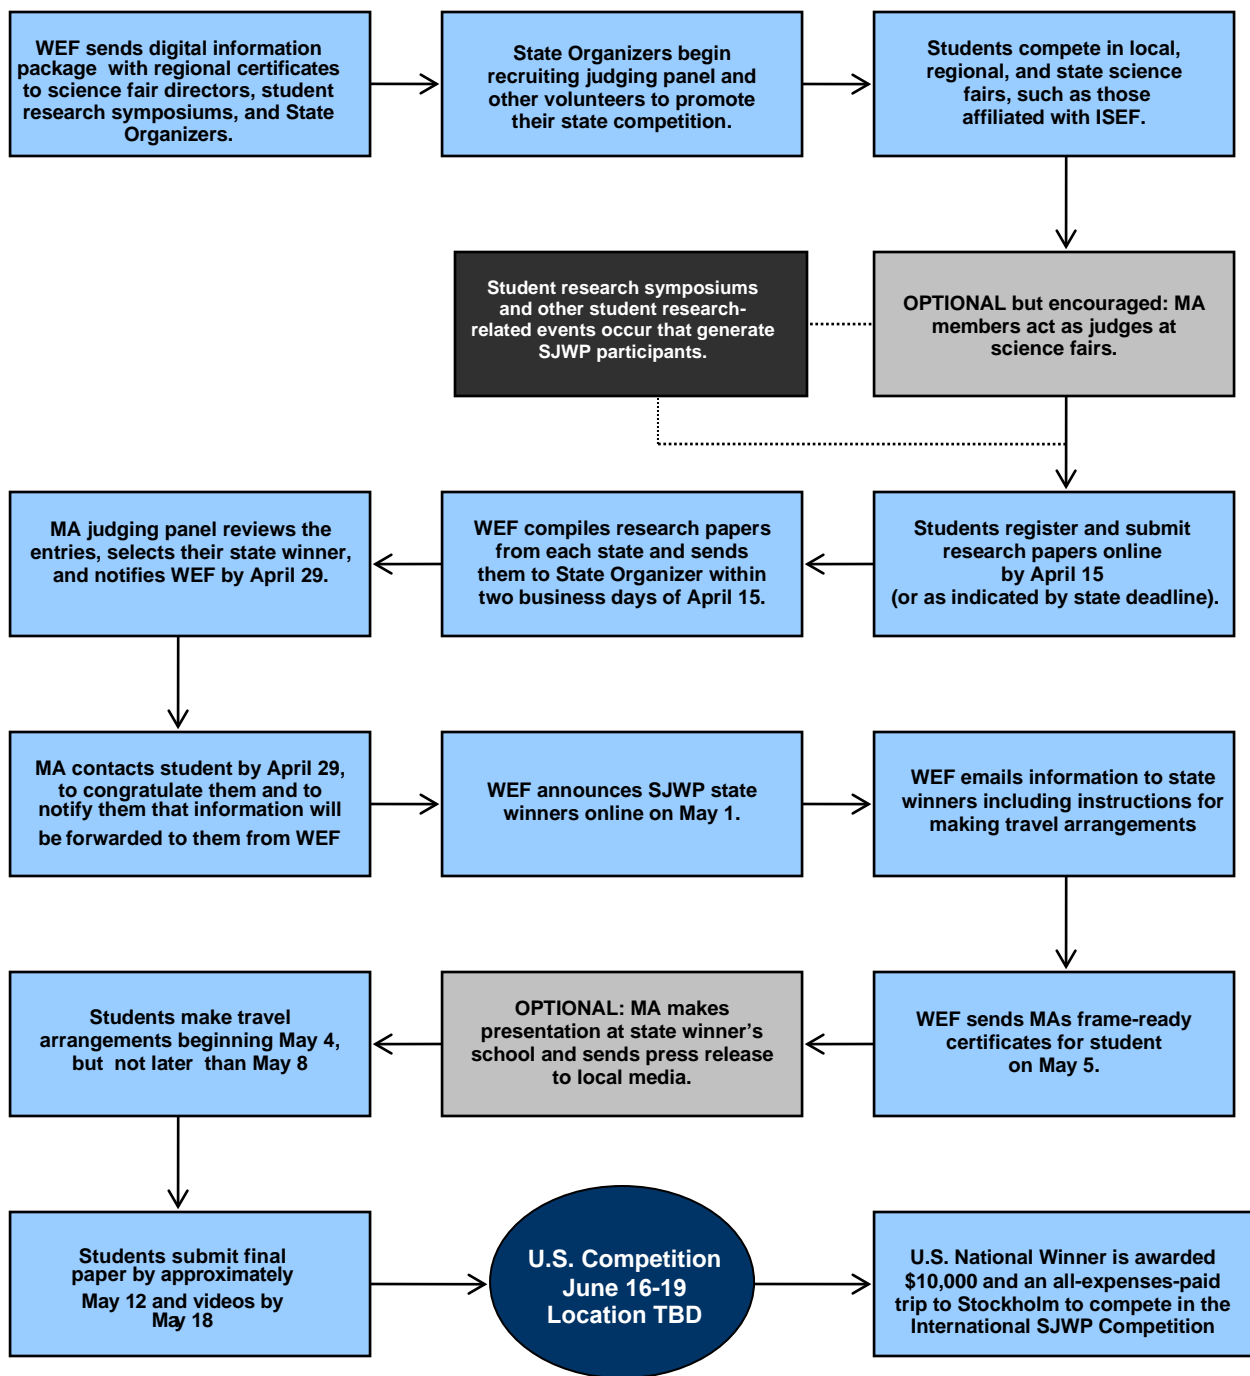 WEF sends digital information
package with regional certificates
to science fair directors, student
research symposiums, and State
Organizers.
State Organizers begin
recruiting judging panel and
other volunteers to promote
their state competition.
Students compete in local,
regional, and state science
fairs, such as those
affiliated with ISEF.
Student research symposiums
and other student research-
related events occur that generate
SJWP participants.
OPTIONAL but encouraged: MA
members act as judges at
science fairs.
MA judging panel reviews the
entries, selects their state winner,
and notifies WEF by April 29.
WEF compiles research papers
from each state and sends
them to State Organizer within
two business days of April 15.
Students register and submit
research papers online
by April 15
(or as indicated by state deadline).
MA contacts student by April 29,
to congratulate them and to
notify them that information will
be forwarded to them from WEF
WEF announces SJWP state
winners online on May 1.
WEF emails information to state
winners including instructions for
making travel arrangements
Students make travel
arrangements beginning May 4,
but not later than May 8
OPTIONAL: MA makes
presentation at state winner's
school and sends press release
to local media.
WEF sends MAs frame-ready
certificates for student
on May 5.
Students submit final
paper by approximately
May 12 and videos by
May 18
U.S. Competition
June 16-19
Location TBD
U.S. National Winner is awarded
$10,000 and an all-expenses-paid
trip to Stockholm to compete in the
International SJWP Competition